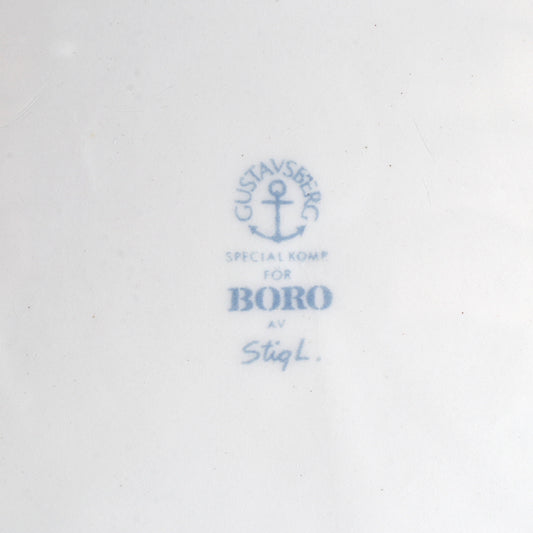 GUSTAVSBERG
SPECIAL KOMP.
FÖR
BORO
AV
Stig L.